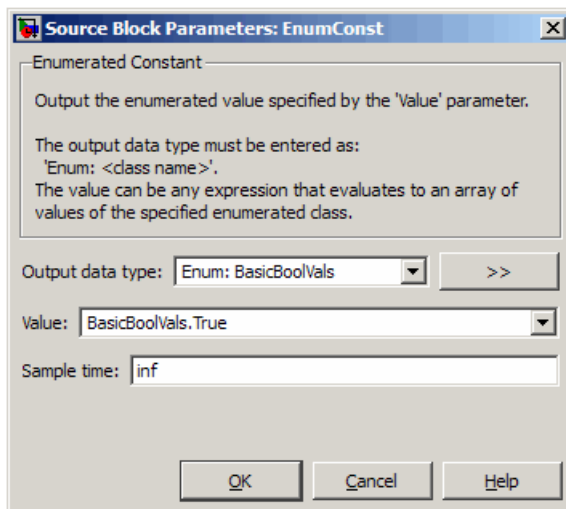 Source Block Parameters: EnumConst
Enumerated Constant
Output the enumerated value specified by the 'Value' parameter.
The output data type must be entered as:
'Enum: <class name>'.
The value can be any expression that evaluates to an array of
values of the specified enumerated class.
Output data type: Enum: BasicBoolVals >>
Value: BasicBoolVals.True
Sample time: inf
OK Cancel Help